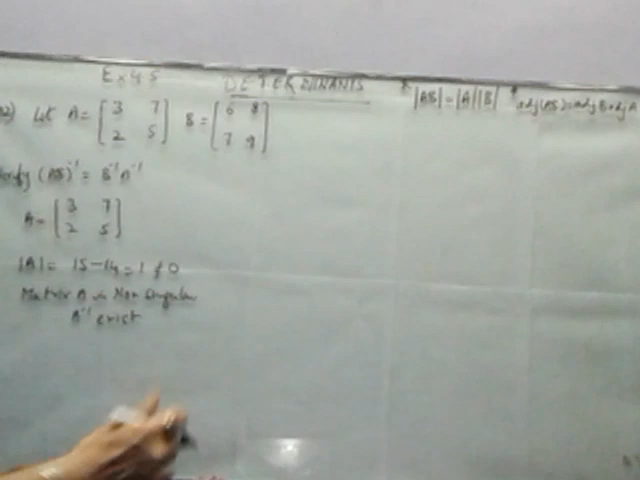 Ex 4.5 DETERMINANTS
|AB| = |A||B| adj(AB) = adj B adj A
2) Let A = [3 7 B = [6 8
2 5] 7 9]
Verify (AB)⁻¹ = B⁻¹A⁻¹
A = [3 7
2 5]
|A| = 15 − 14 = 1 ≠ 0
Matrix A is Non Singular
A⁻¹ exist